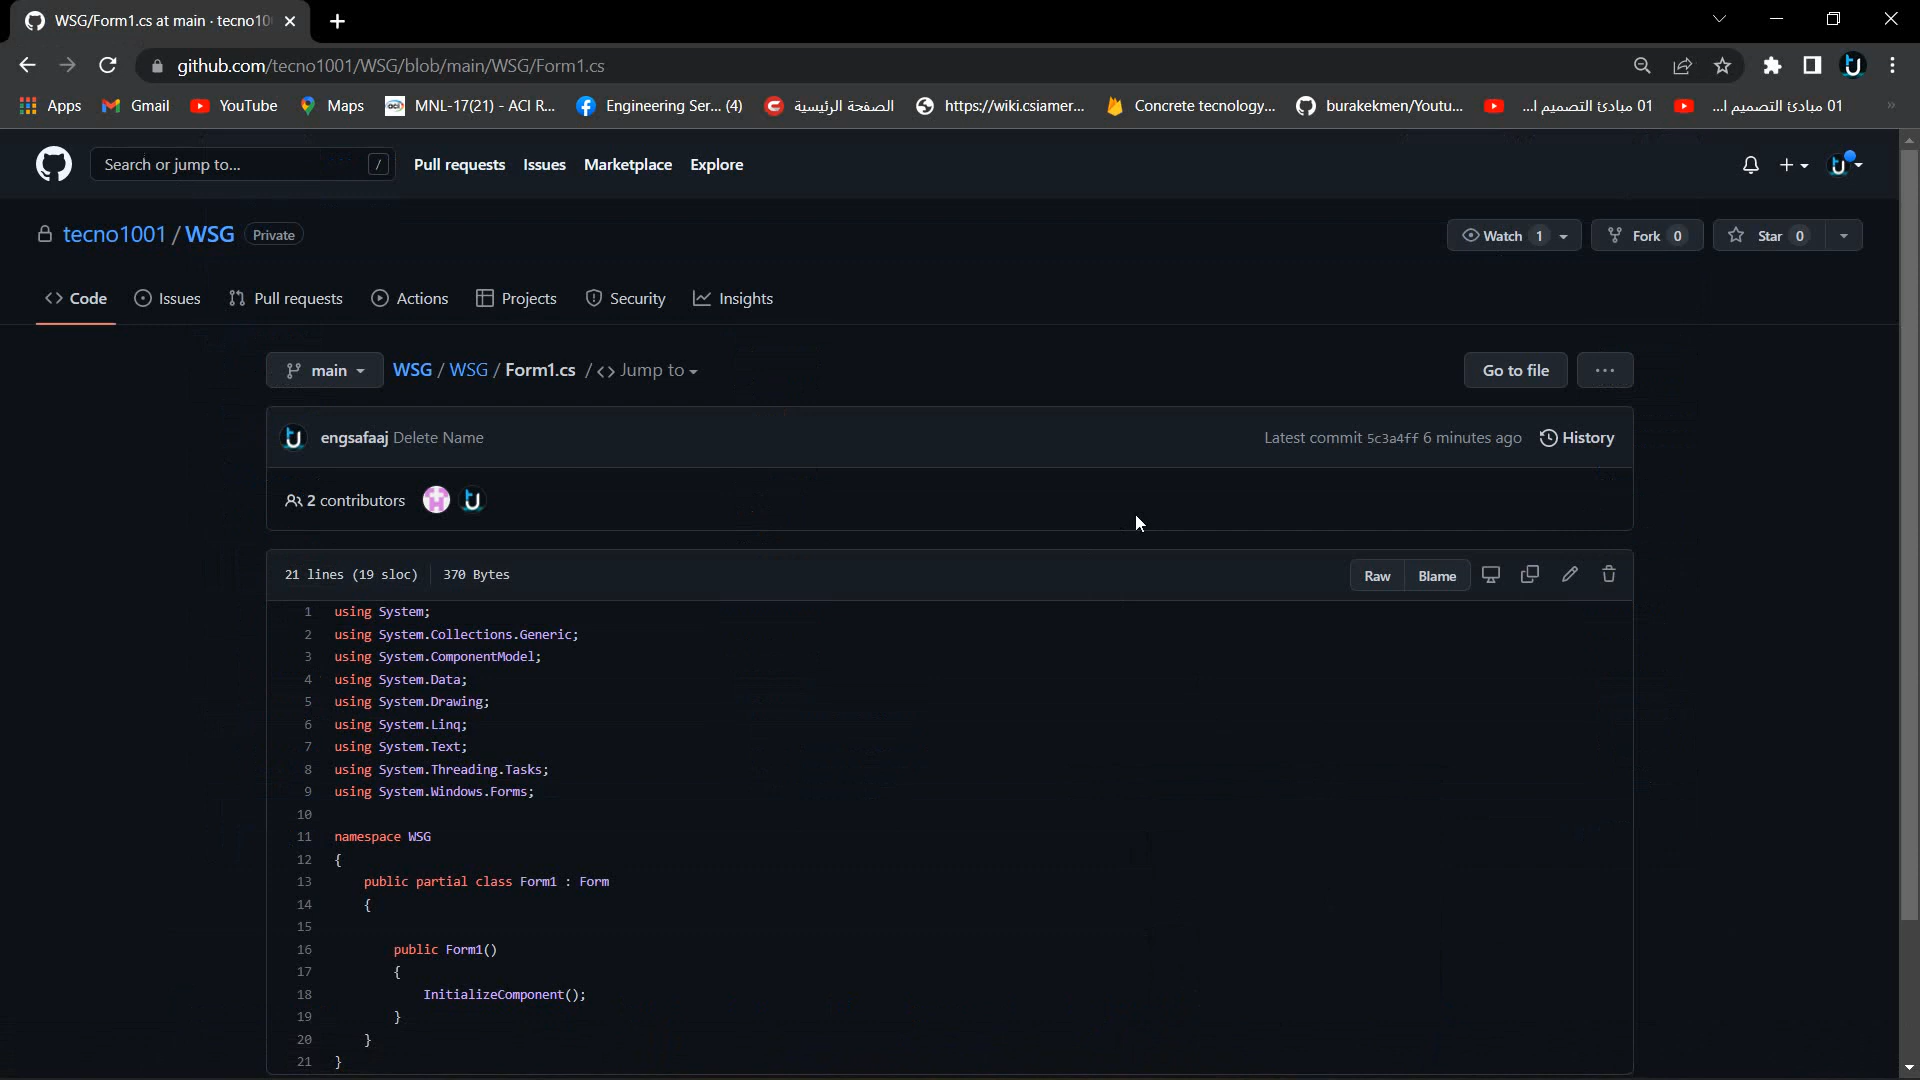 WSG/Form1.cs at main · tecno10
github.com/tecno1001/WSG/blob/main/WSG/Form1.cs
Apps Gmail YouTube Maps MNL-17(21) - ACI R... Engineering Ser... (4) الصفحة الرئيسية https://wiki.csiamer... Concrete tecnology,... burakekmen/Youtu... 01 مبادئ التصميم ا... 01 مبادئ التصميم ا... »
Search or jump to... / Pull requests Issues Marketplace Explore
tecno1001 / WSG Private Watch 1 Fork 0 Star 0
Code Issues Pull requests Actions Projects Security Insights
main WSG / WSG / Form1.cs / <> Jump to Go to file ...
engsafaaj Delete Name Latest commit 5c3a4ff 6 minutes ago History
2 contributors
21 lines (19 sloc) 370 Bytes Raw Blame
1 using System;
2 using System.Collections.Generic;
3 using System.ComponentModel;
4 using System.Data;
5 using System.Drawing;
6 using System.Linq;
7 using System.Text;
8 using System.Threading.Tasks;
9 using System.Windows.Forms;
10
11 namespace WSG
12 {
13 public partial class Form1 : Form
14 {
15
16 public Form1()
17 {
18 InitializeComponent();
19 }
20 }
21 }